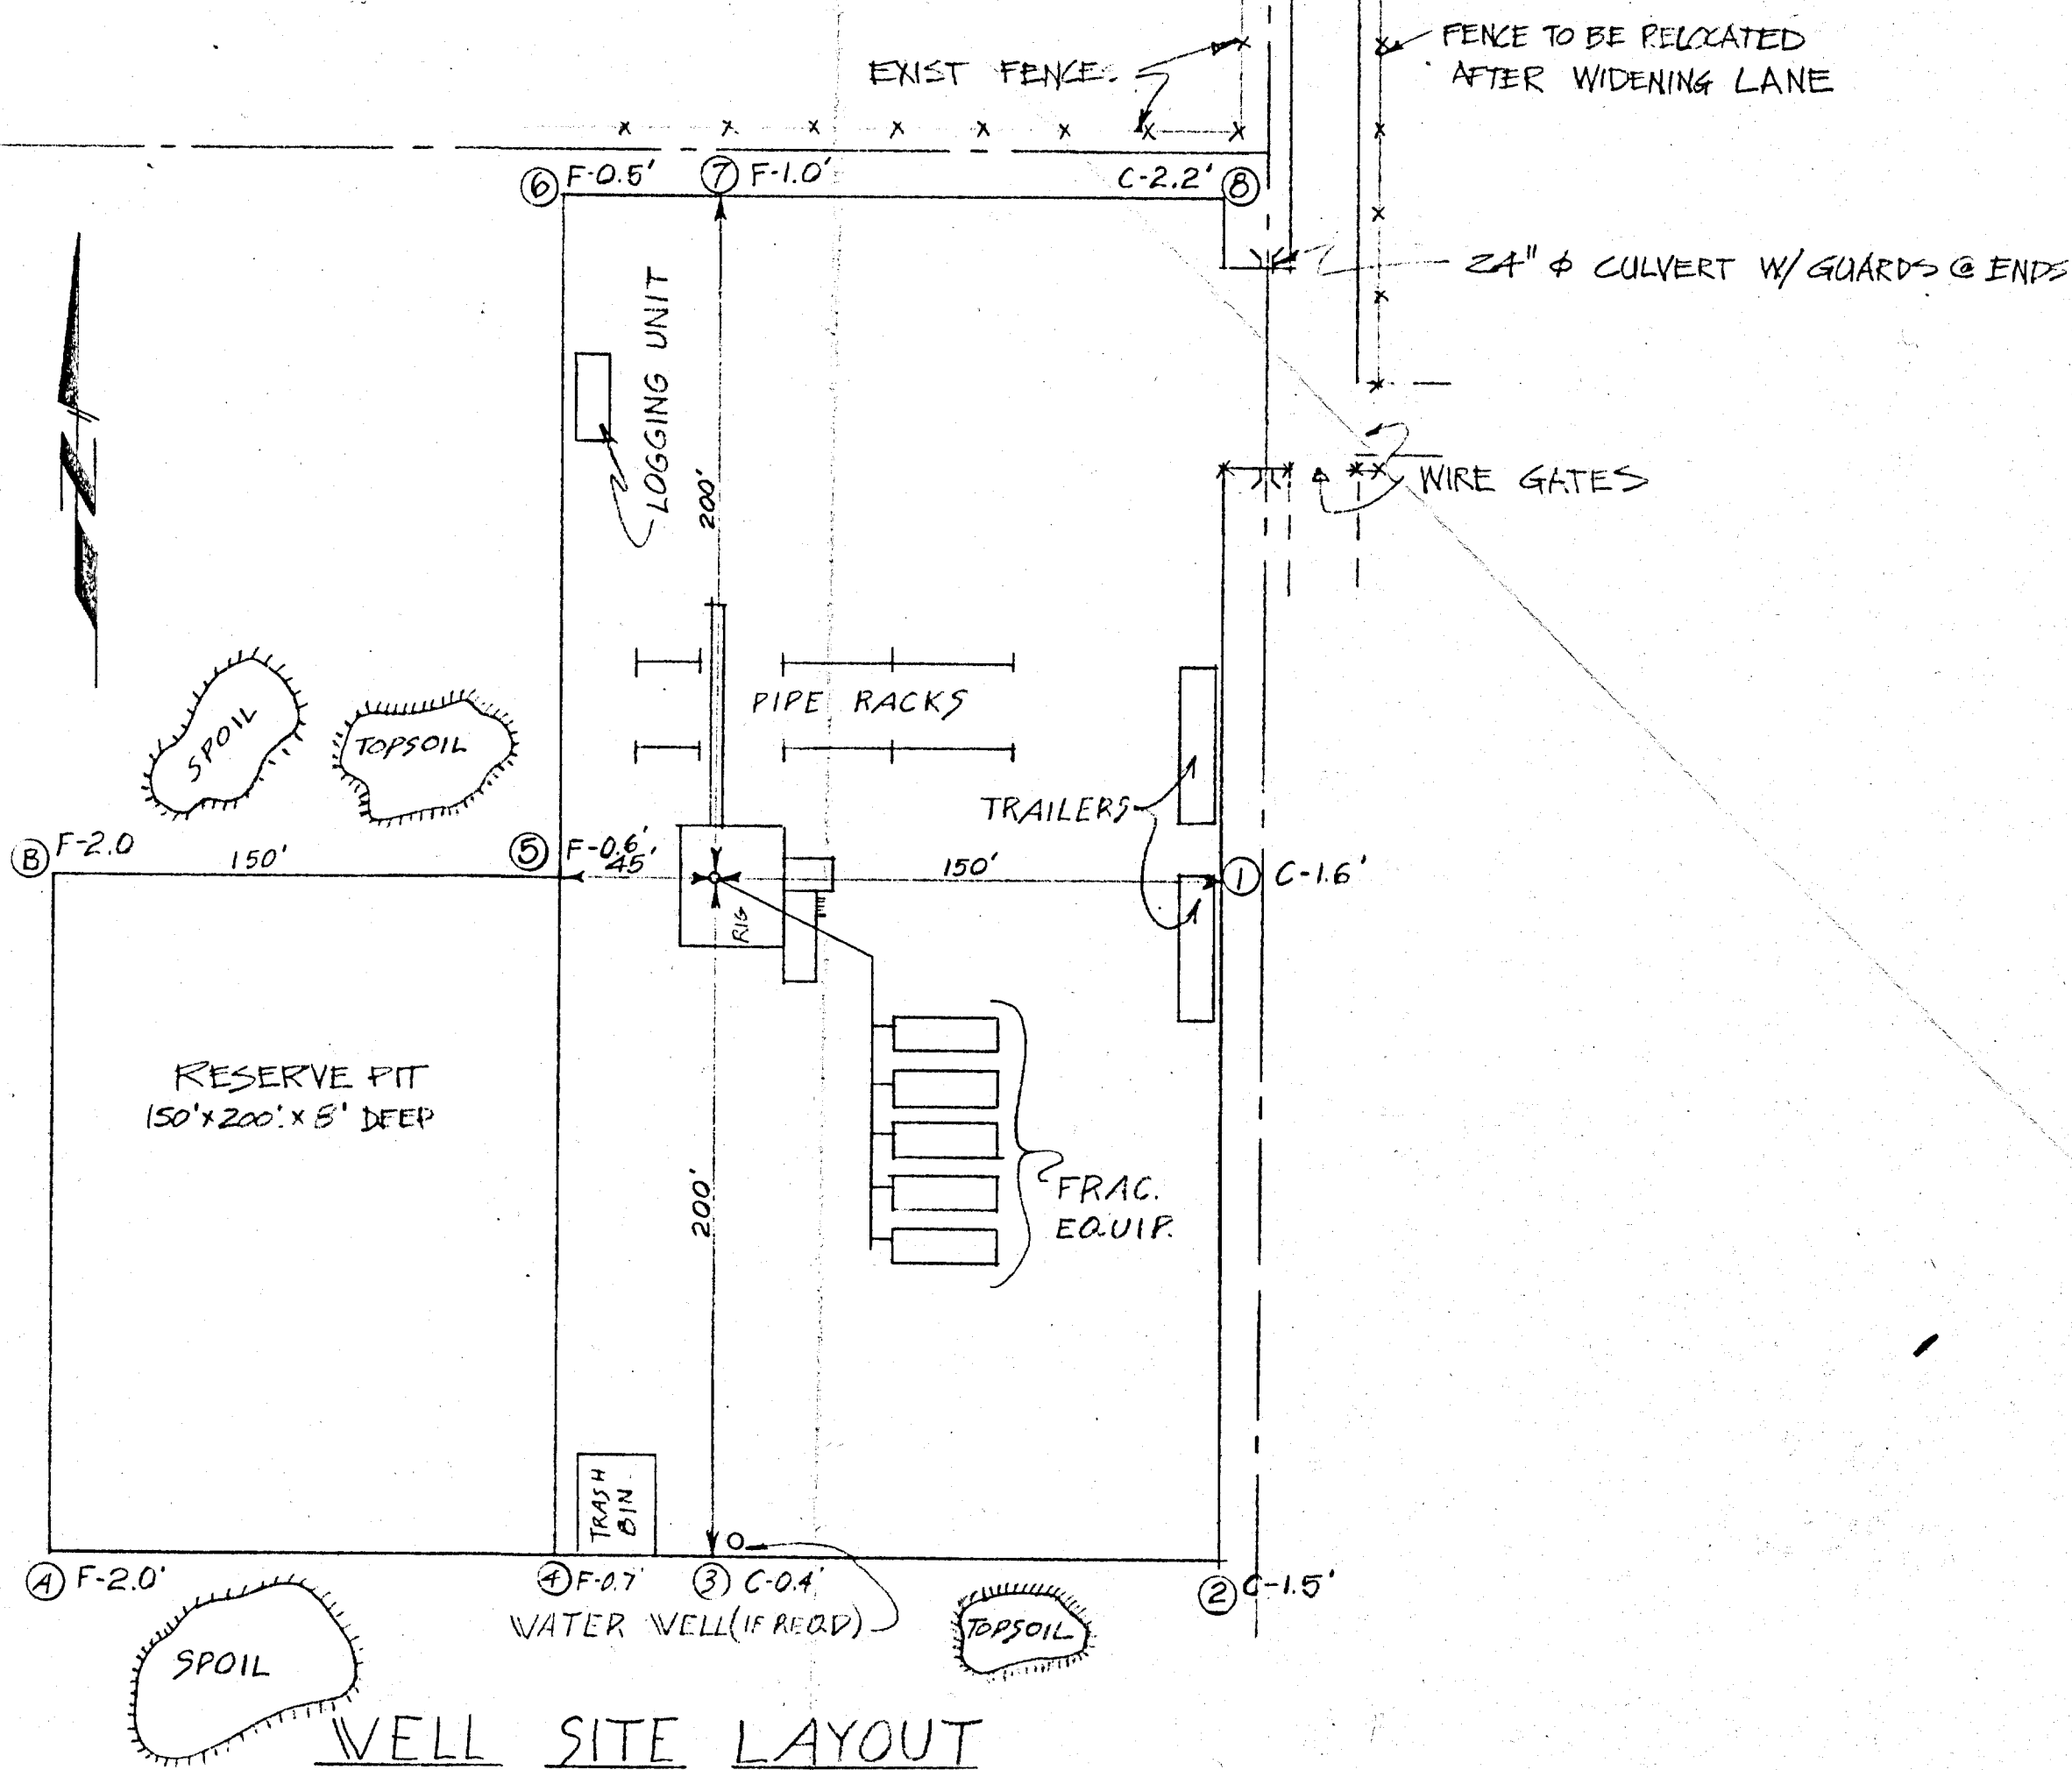 EXIST FENCES
FENCE TO BE RELOCATED
AFTER WIDENING LANE
6 F-0.5'
7 F-1.0'
C-2.2' 8
24" ϕ CULVERT W/ GUARDS @ ENDS
LOGGING UNIT
200'
WIRE GATES
N
SPOIL
TOPSOIL
PIPE RACKS
TRAILERS
B F-2.0
150'
5 F-0.6'
45'
150'
1 C-1.6'
RIG
RESERVE PIT
150' x 200' x 8' DEEP
200'
FRAC.
EQUIP.
TRASH
BIN
A F-2.0'
4 F-0.7'
3 C-0.4'
2 C-1.5'
WATER WELL (IF REQD)
TOPSOIL
SPOIL
WELL SITE LAYOUT